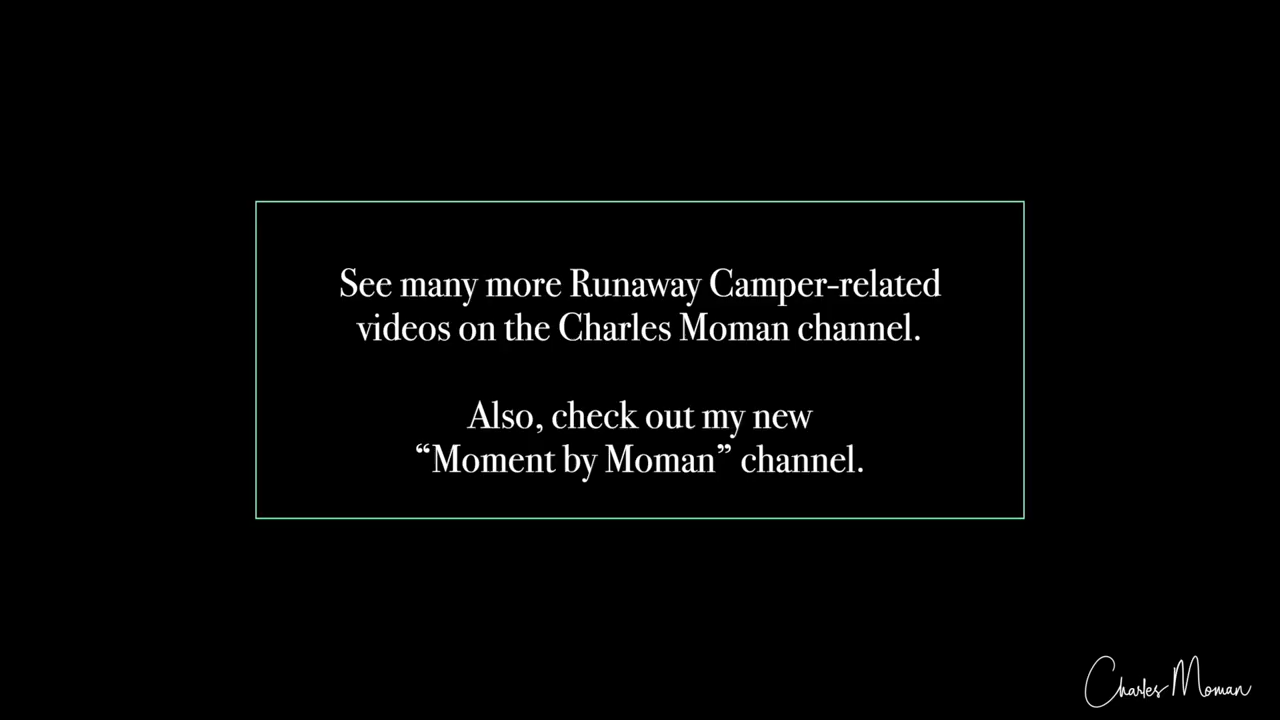 See many more Runaway Camper-related
videos on the Charles Moman channel.
Also, check out my new
“Moment by Moman” channel.
Charles Moman